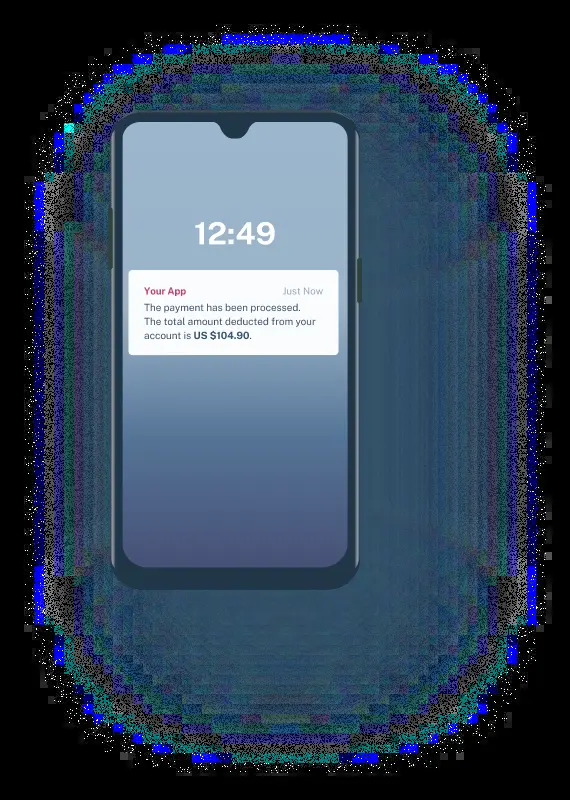 12:49
Your App Just Now
The payment has been processed.
The total amount deducted from your
account is US $104.90.